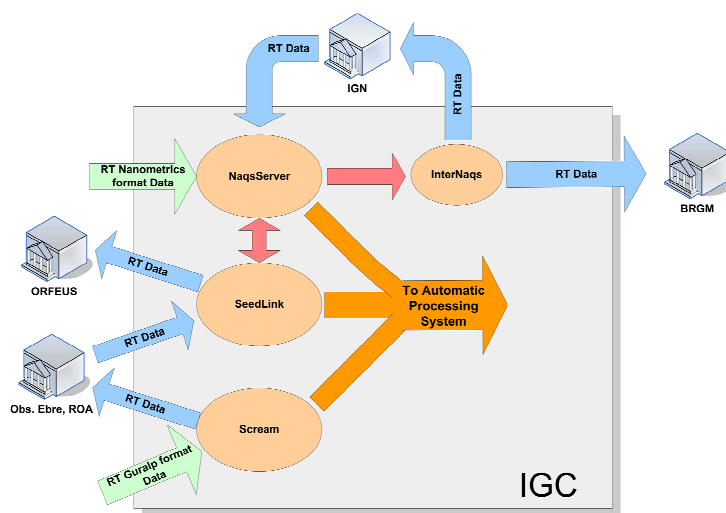 RT Data
IGN
RT Data
NaqsServer
InterNaqs
RT Nanometrics
format Data
RT Data
BRGM
RT Data
ORFEUS
SeedLink
To Automatic
Processing
System
RT Data
Obs. Ebre, ROA
RT Data
Scream
RT Guralp format
Data
IGC